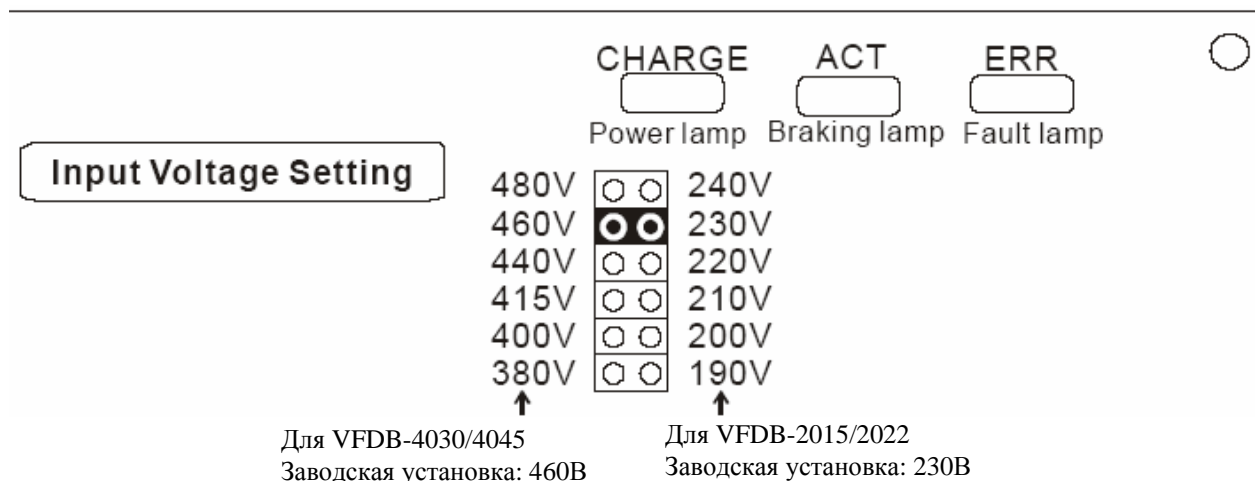 CHARGE ACT ERR
Power lamp Braking lamp Fault lamp
Input Voltage Setting
480V 240V
460V 230V
440V 220V
415V 210V
400V 200V
380V 190V
Для VFDB-4030/4045 Для VFDB-2015/2022
Заводская установка: 460В Заводская установка: 230В